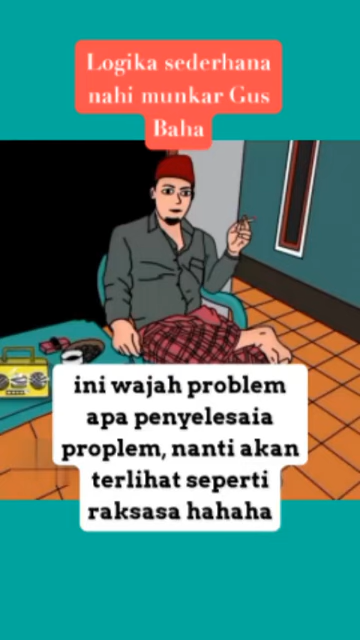 Logika sederhana
nahi munkar Gus
Baha
ini wajah problem
apa penyelesaia
proplem, nanti akan
terlihat seperti
raksasa hahaha